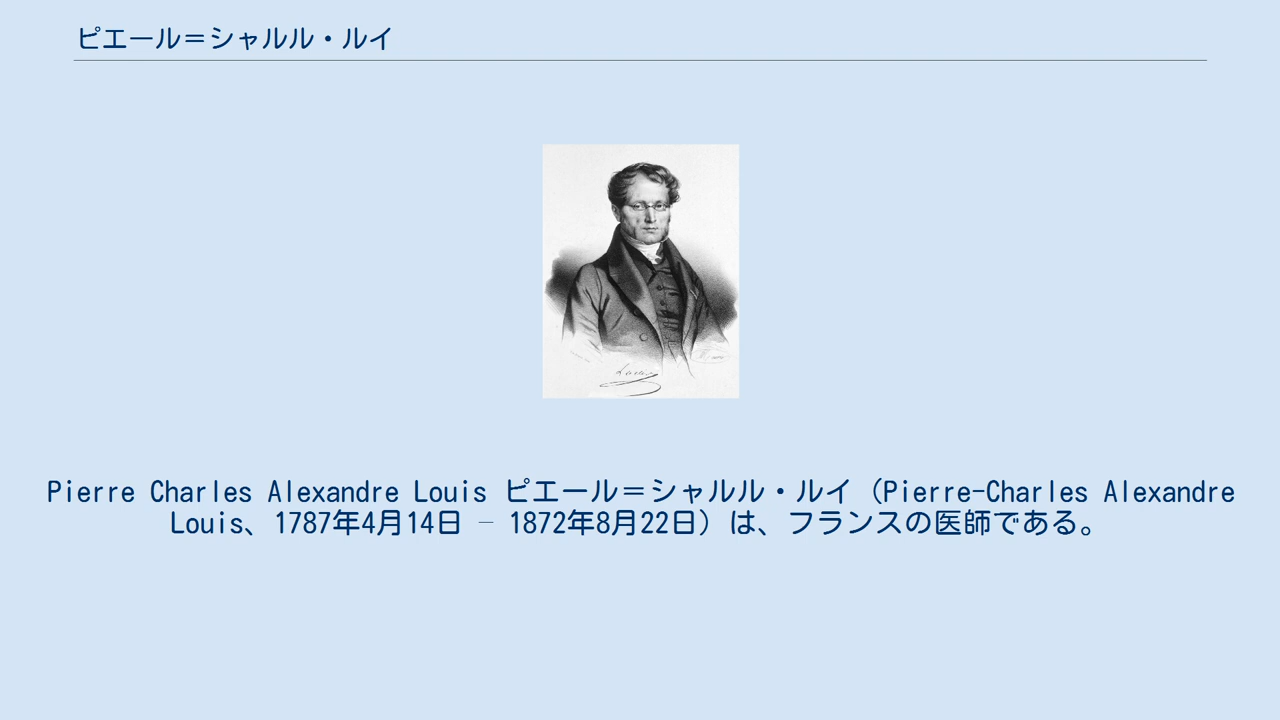 ピエール＝シャルル・ルイ
Pierre Charles Alexandre Louis ピエール＝シャルル・ルイ（Pierre-Charles Alexandre
Louis、1787年4月14日 – 1872年8月22日）は、フランスの医師である。